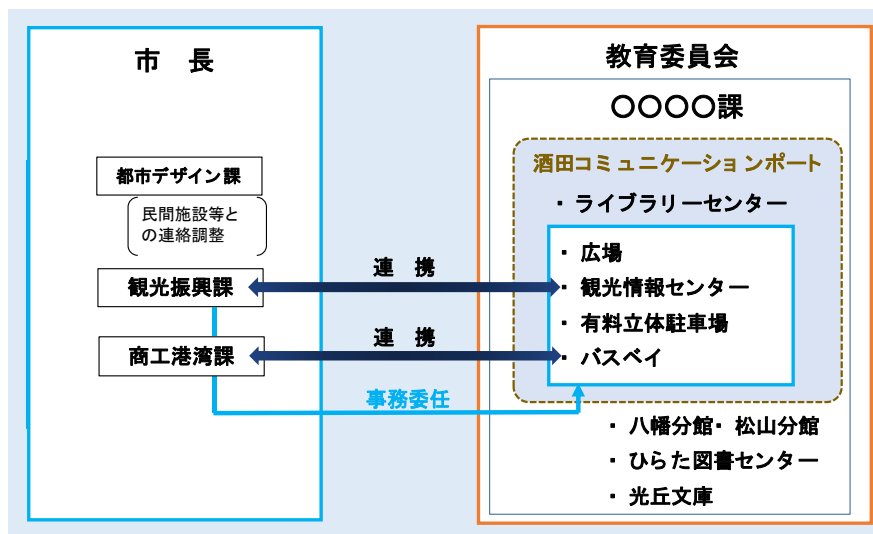 市　長
都市デザイン課
民間施設等と
の連絡調整
観光振興課
商工港湾課
連　携
連　携
事務委任
教育委員会
〇〇〇〇課
酒田コミュニケーションポート
・ライブラリーセンター
・広場
・観光情報センター
・有料立体駐車場
・バスベイ
・八幡分館・松山分館
・ひらた図書センター
・光丘文庫